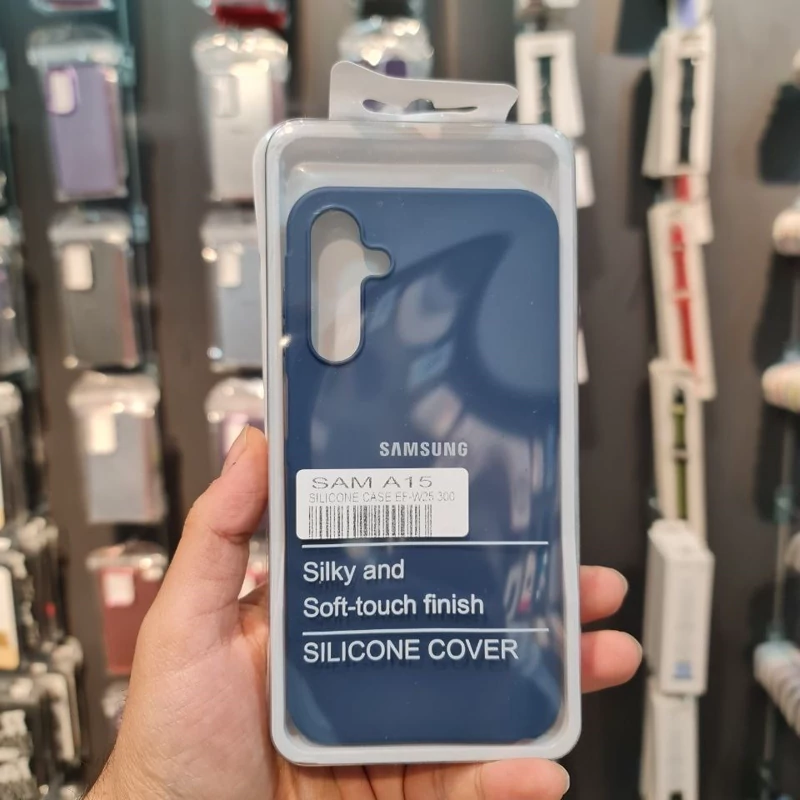 SAMSUNG
SAM A15
SILICONE CASE EF-W25 300
Silky and
Soft-touch finish
SILICONE COVER